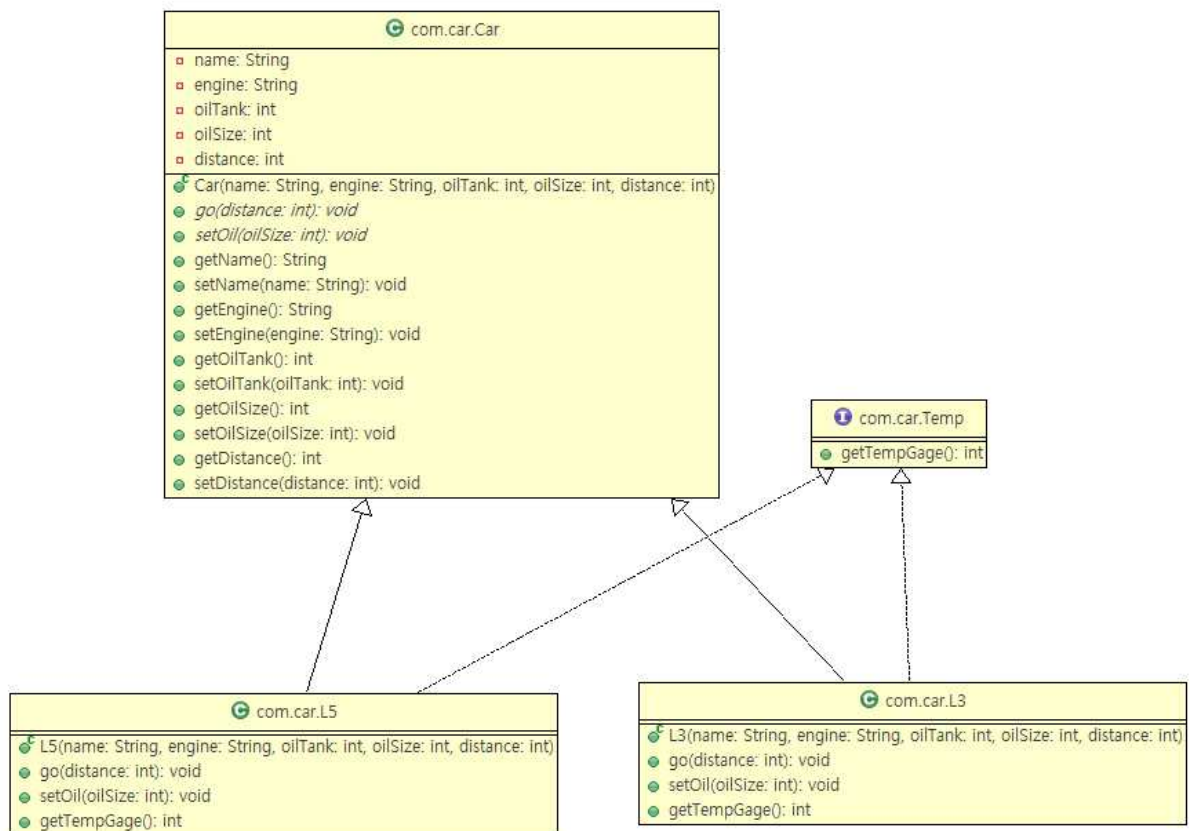 com.car.Car
name: String
engine: String
oilTank: int
oilSize: int
distance: int
Car(name: String, engine: String, oilTank: int, oilSize: int, distance: int)
go(distance: int): void
setOil(oilSize: int): void
getName(): String
setName(name: String): void
getEngine(): String
setEngine(engine: String): void
getOilTank(): int
setOilTank(oilTank: int): void
getOilSize(): int
setOilSize(oilSize: int): void
getDistance(): int
setDistance(distance: int): void
com.car.Temp
getTempGage(): int
com.car.L5
L5(name: String, engine: String, oilTank: int, oilSize: int, distance: int)
go(distance: int): void
setOil(oilSize: int): void
getTempGage(): int
com.car.L3
L3(name: String, engine: String, oilTank: int, oilSize: int, distance: int)
go(distance: int): void
setOil(oilSize: int): void
getTempGage(): int